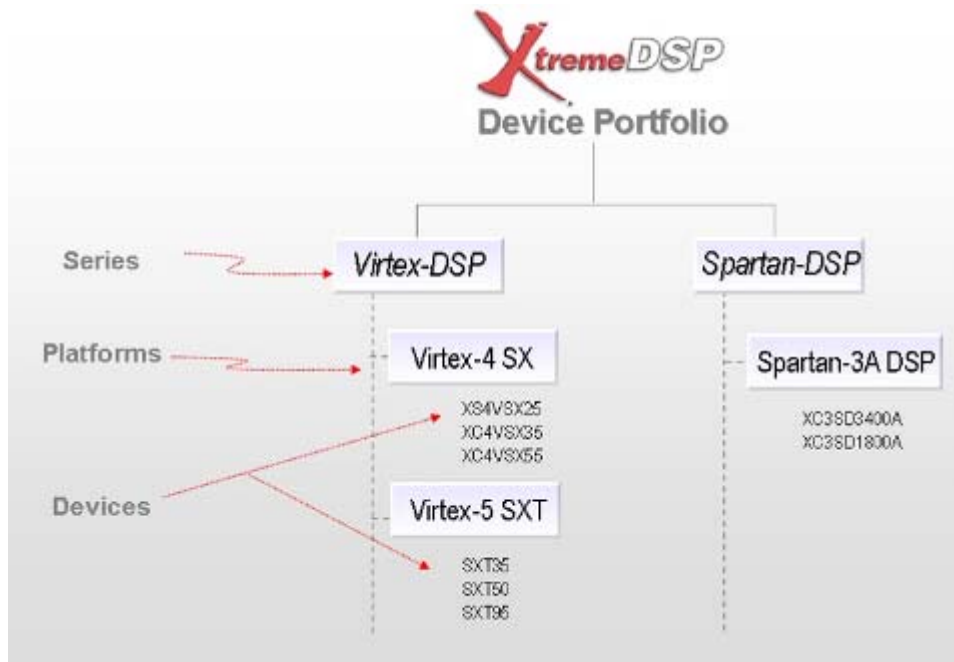 XtremeDSP
Device Portfolio
Series
Virtex-DSP
Spartan-DSP
Platforms
Virtex-4 SX
Spartan-3A DSP
XS4VSX25
XC4VSX35
XC4VSX55
XC3SD3400A
XC3SD1800A
Devices
Virtex-5 SXT
SXT35
SXT50
SXT95